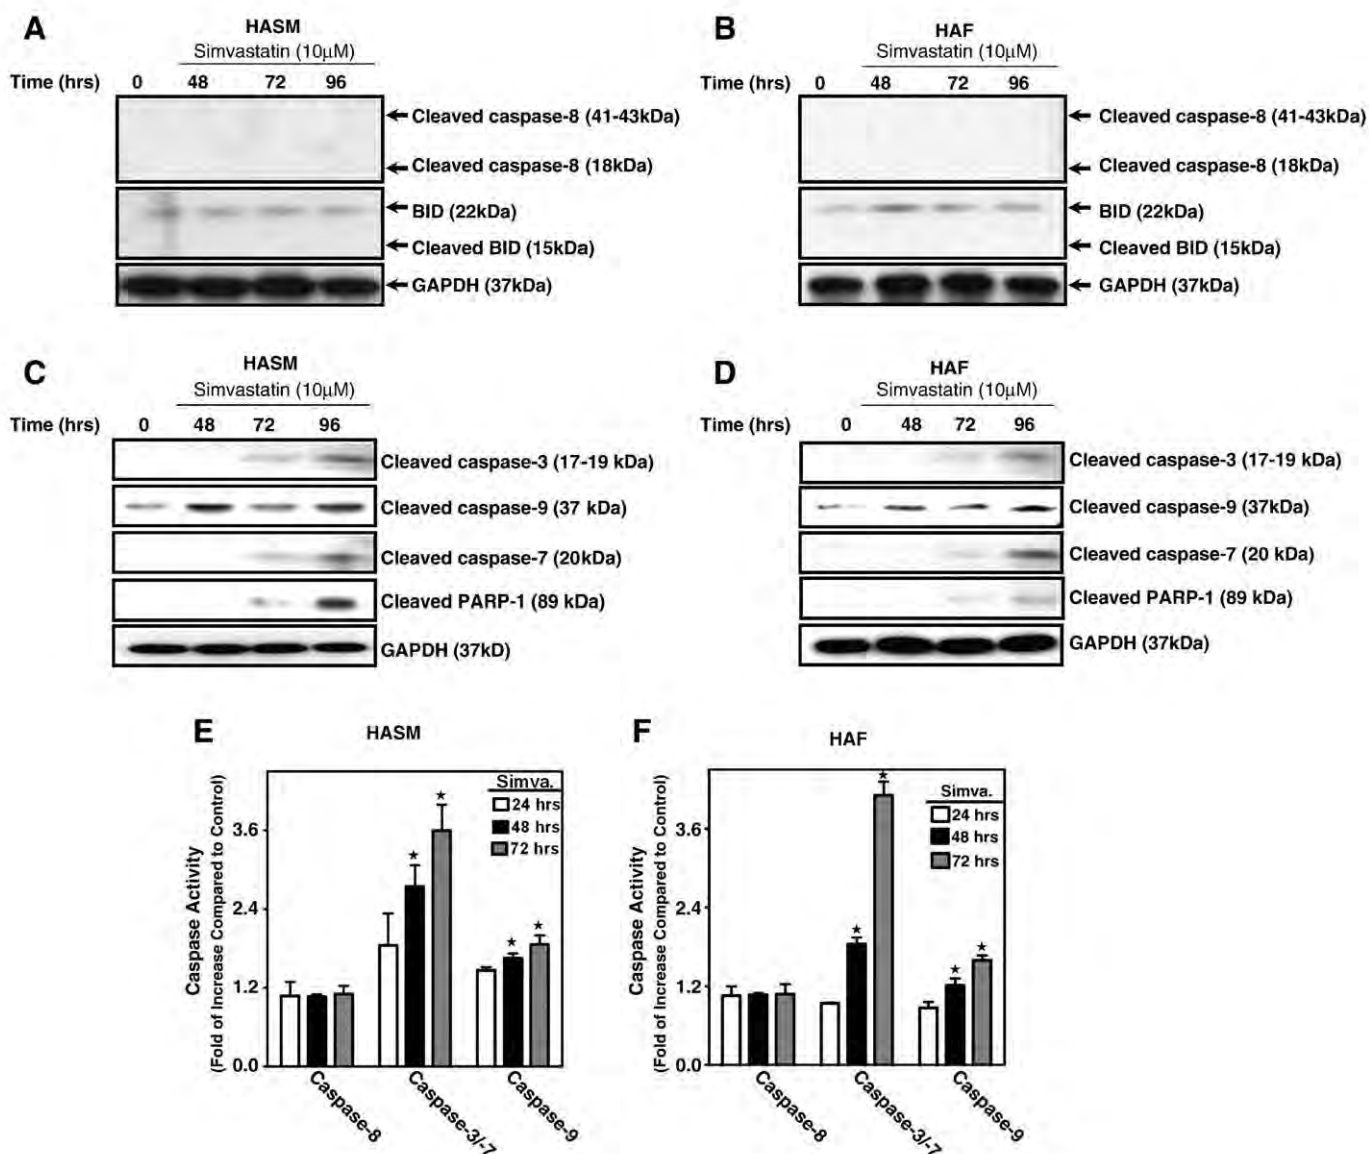 A
HASM
Simvastatin (10μM)
Time (hrs) 0 48 72 96
Cleaved caspase-8 (41-43kDa)
Cleaved caspase-8 (18kDa)
BID (22kDa)
Cleaved BID (15kDa)
GAPDH (37kDa)
B
HAF
Simvastatin (10μM)
Time (hrs) 0 48 72 96
Cleaved caspase-8 (41-43kDa)
Cleaved caspase-8 (18kDa)
BID (22kDa)
Cleaved BID (15kDa)
GAPDH (37kDa)
C
HASM
Simvastatin (10μM)
Time (hrs) 0 48 72 96
Cleaved caspase-3 (17-19 kDa)
Cleaved caspase-9 (37 kDa)
Cleaved caspase-7 (20kDa)
Cleaved PARP-1 (89 kDa)
GAPDH (37kD)
D
HAF
Simvastatin (10μM)
Time (hrs) 0 48 72 96
Cleaved caspase-3 (17-19 kDa)
Cleaved caspase-9 (37kDa)
Cleaved caspase-7 (20 kDa)
Cleaved PARP-1 (89 kDa)
GAPDH (37kDa)
E
HASM
Caspase Activity
(Fold of Increase Compared to Control)
3.6
2.4
1.2
0.0
Simva.
24 hrs
48 hrs
72 hrs
Caspase-8
Caspase-3/-7
Caspase-9
F
HAF
Caspase Activity
(Fold of Increase Compared to Control)
3.6
2.4
1.2
0.0
Simva.
24 hrs
48 hrs
72 hrs
Caspase-8
Caspase-3/-7
Caspase-9